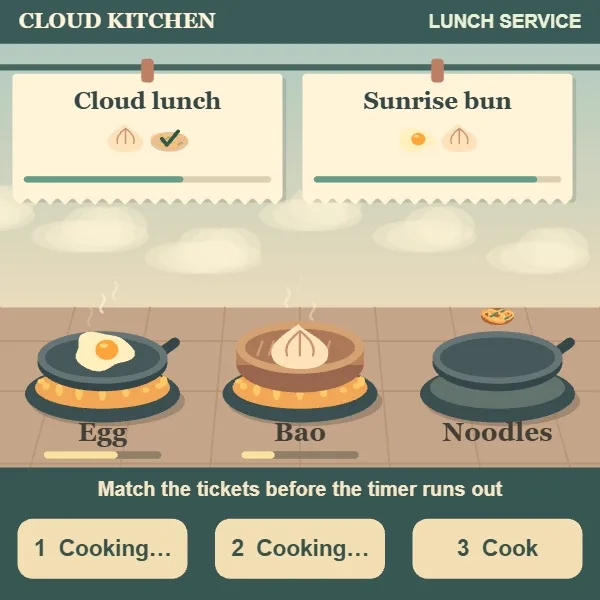 CLOUD KITCHEN
LUNCH SERVICE
Cloud lunch
Sunrise bun
Egg
Bao
Noodles
Match the tickets before the timer runs out
1 Cooking...
2 Cooking...
3 Cook